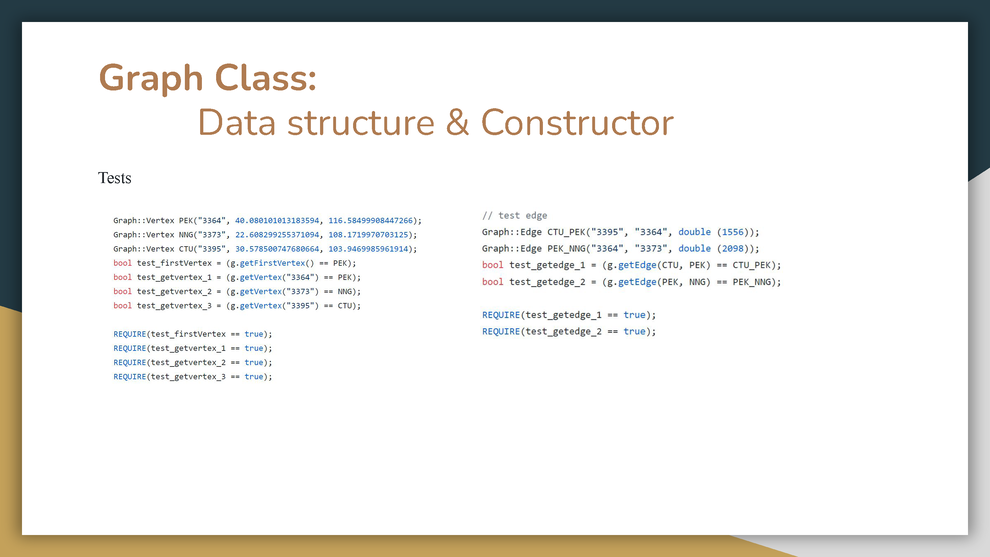 Graph Class:
Data structure & Constructor
Tests
Graph::Vertex PEK("3364", 40.080101013183594, 116.58499908447266);
Graph::Vertex NNG("3373", 22.608299255371094, 108.1719970703125);
Graph::Vertex CTU("3395", 30.578500747680664, 103.9469985961914);
bool test_firstVertex = (g.getFirstVertex() == PEK);
bool test_getvertex_1 = (g.getVertex("3364") == PEK);
bool test_getvertex_2 = (g.getVertex("3373") == NNG);
bool test_getvertex_3 = (g.getVertex("3395") == CTU);
REQUIRE(test_firstVertex == true);
REQUIRE(test_getvertex_1 == true);
REQUIRE(test_getvertex_2 == true);
REQUIRE(test_getvertex_3 == true);
// test edge
Graph::Edge CTU_PEK("3395", "3364", double (1556));
Graph::Edge PEK_NNG("3364", "3373", double (2098));
bool test_getedge_1 = (g.getEdge(CTU, PEK) == CTU_PEK);
bool test_getedge_2 = (g.getEdge(PEK, NNG) == PEK_NNG);
REQUIRE(test_getedge_1 == true);
REQUIRE(test_getedge_2 == true);